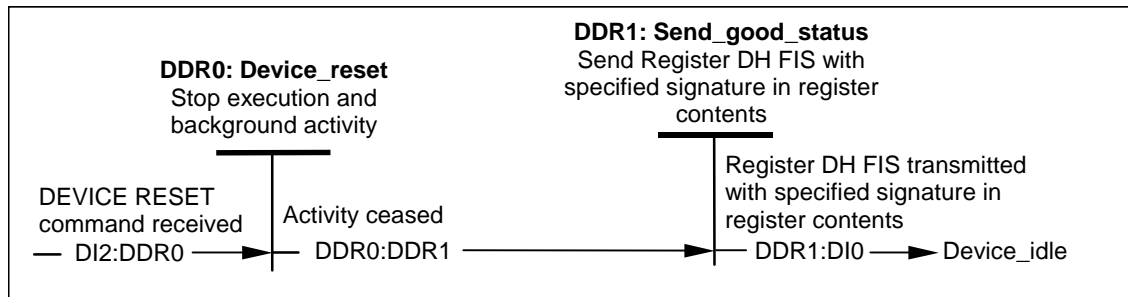 DDR0: Device_reset
Stop execution and
background activity
DDR1: Send_good_status
Send Register DH FIS with
specified signature in register
contents
DEVICE RESET
command received
DI2:DDR0
Activity ceased
DDR0:DDR1
Register DH FIS transmitted
with specified signature in
register contents
DDR1:DI0
Device_idle